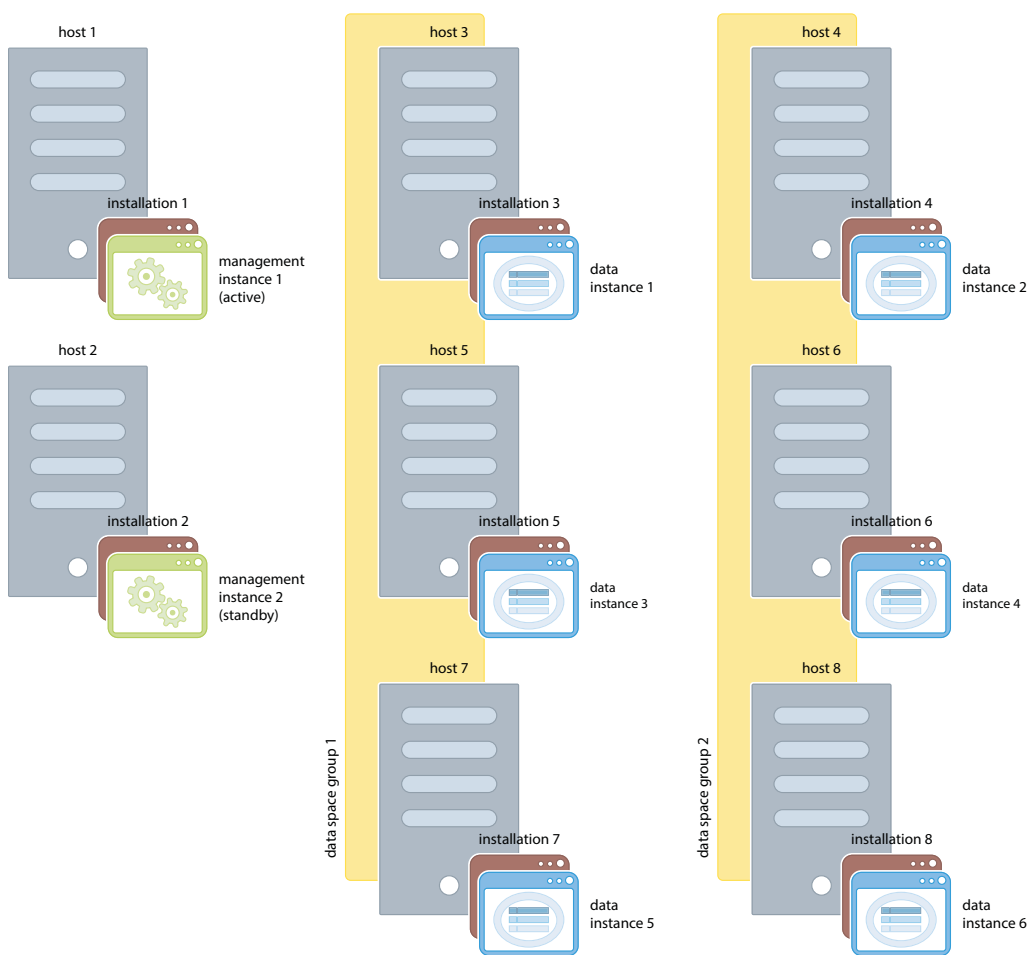 host 1
installation 1
management
instance 1
(active)
host 2
installation 2
management
instance 2
(standby)
data space group 1
host 3
installation 3
data
instance 1
host 5
installation 5
data
instance 3
host 7
installation 7
data
instance 5
data space group 2
host 4
installation 4
data
instance 2
host 6
installation 6
data
instance 4
host 8
installation 8
data
instance 6